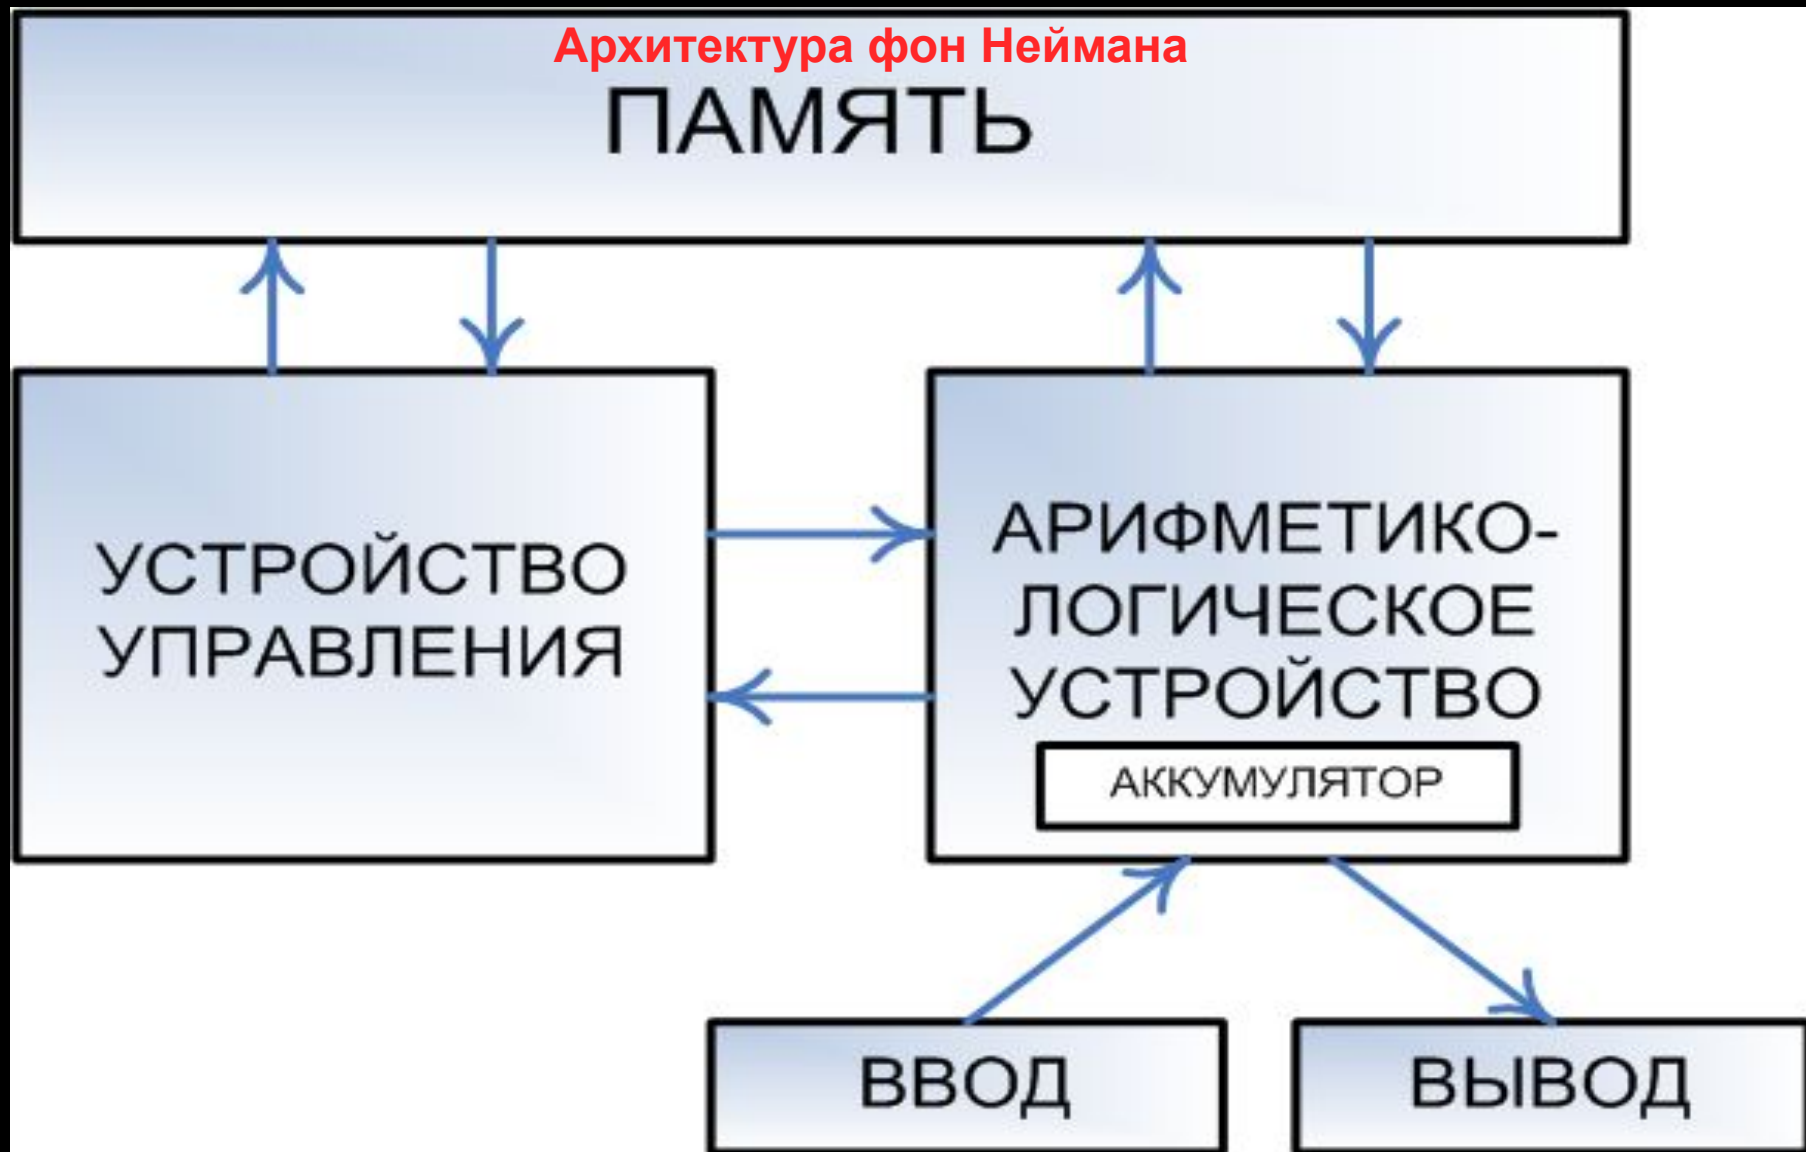 Архитектура фон Неймана
ПАМЯТЬ
УСТРОЙСТВО
УПРАВЛЕНИЯ
АРИФМЕТИКО-
ЛОГИЧЕСКОЕ
УСТРОЙСТВО
АККУМУЛЯТОР
ВВОД
ВЫВОД